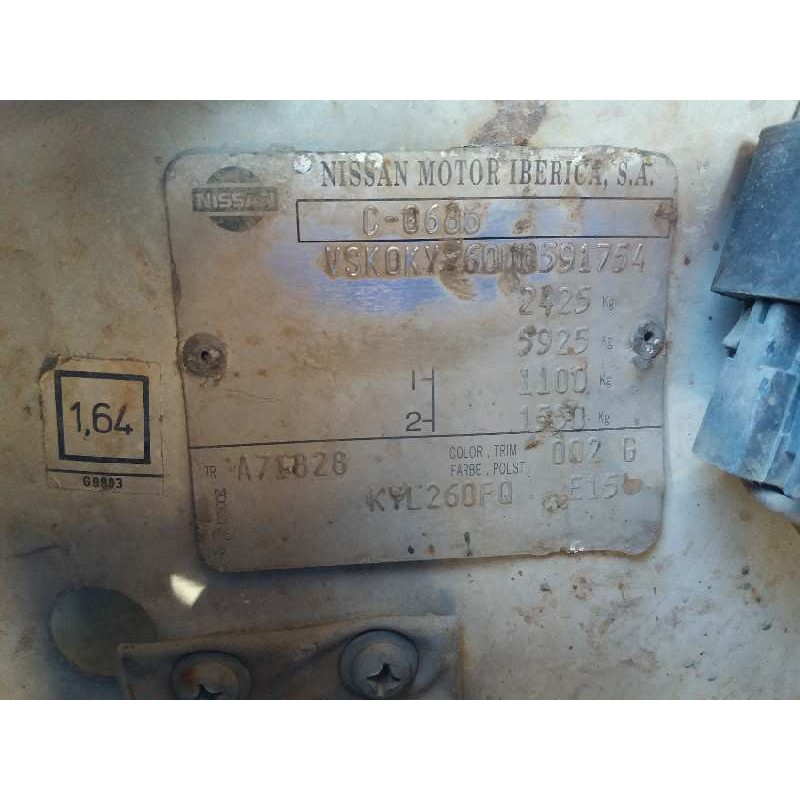 NISSAN
NISSAN MOTOR IBERICA, S.A.
C-0686
2425 Kg
5925 Kg
1 1100 Kg
2 Kg
1,64
G9803
TR COLOR . TRIM 002 G
FARBE . POLST.
KYL260FQ E15